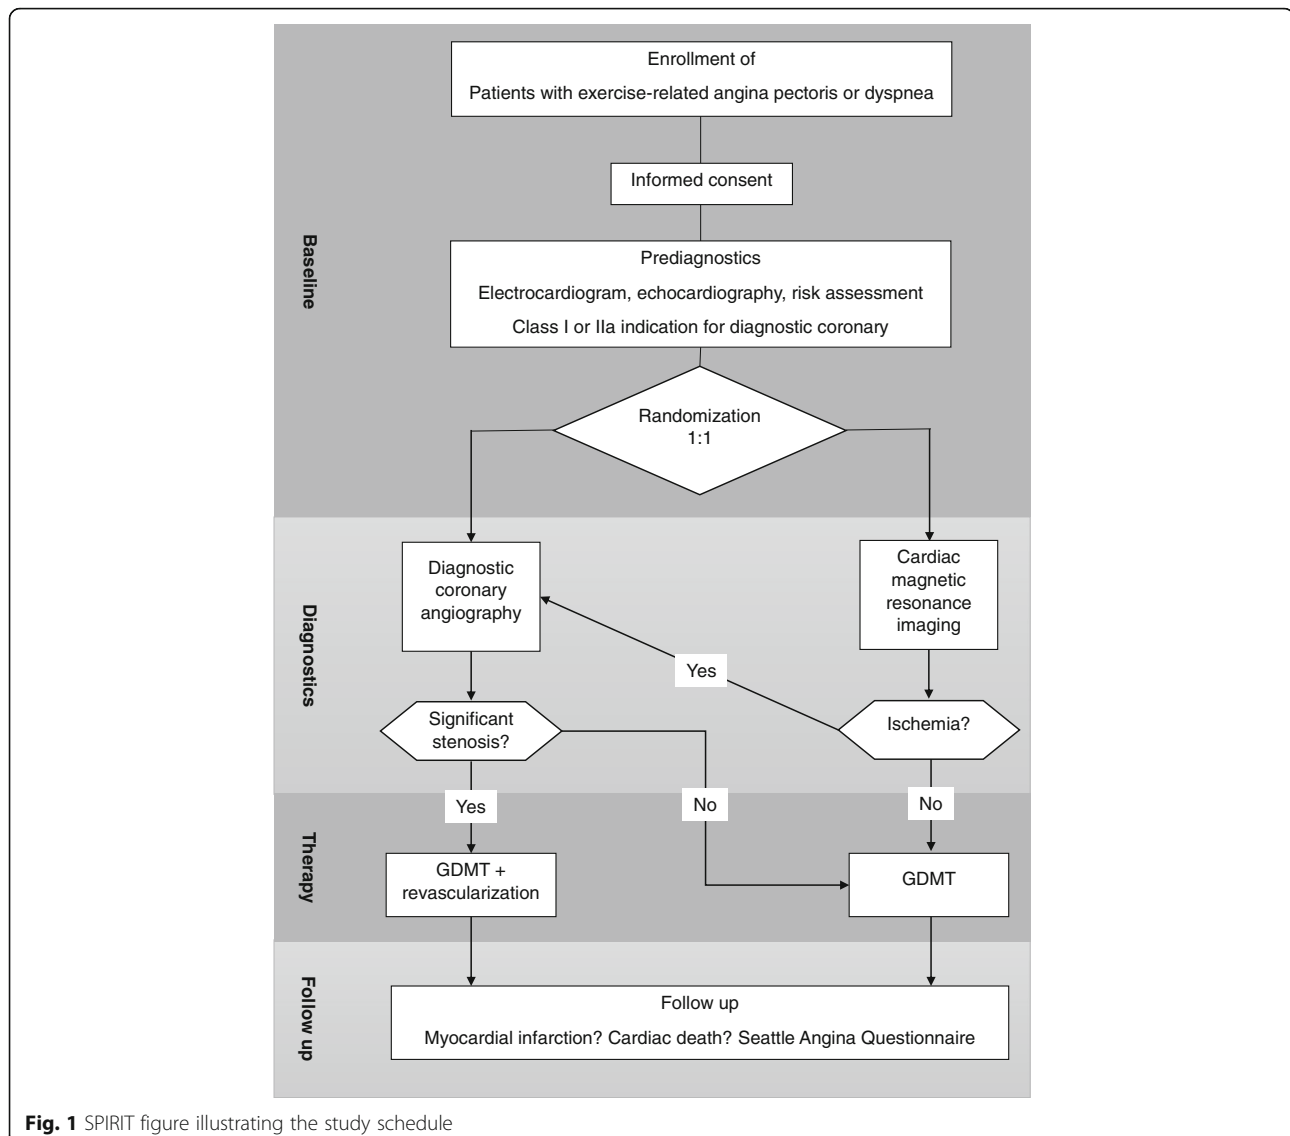 Enrollment of
Patients with exercise-related angina pectoris or dyspnea
Informed consent
Baseline
Prediagnostics
Electrocardiogram, echocardiography, risk assessment
Class I or IIa indication for diagnostic coronary
Randomization
1:1
Diagnostics
Diagnostic
coronary
angiography
Cardiac
magnetic
resonance
imaging
Yes
Significant
stenosis?
Ischemia?
Yes
No
No
Therapy
GDMT +
revascularization
GDMT
Follow up
Follow up
Myocardial infarction? Cardiac death? Seattle Angina Questionnaire
Fig. 1 SPIRIT figure illustrating the study schedule